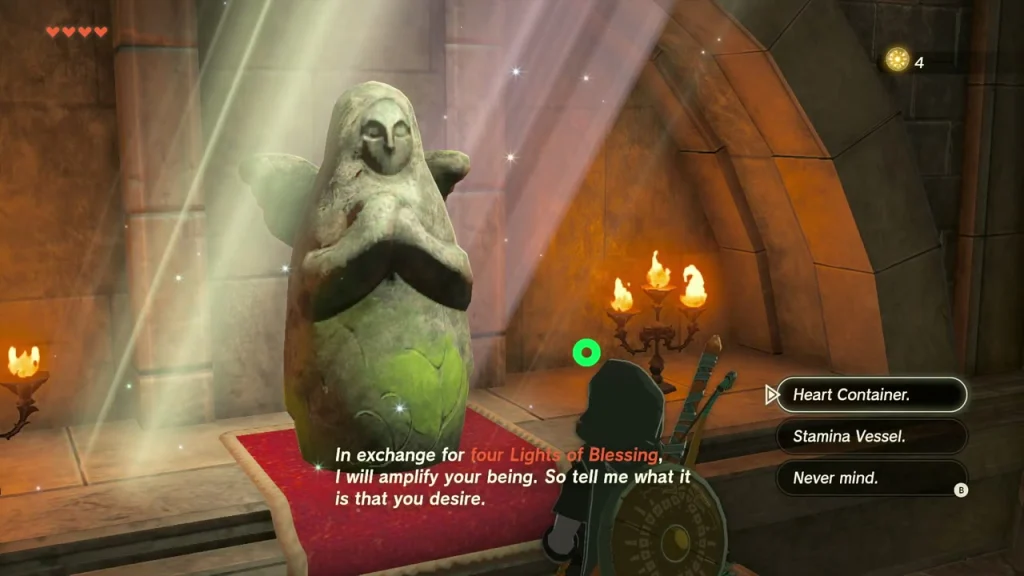 4
In exchange for four Lights of Blessing,
I will amplify your being. So tell me what it
is that you desire.
Heart Container.
Stamina Vessel.
Never mind.
B